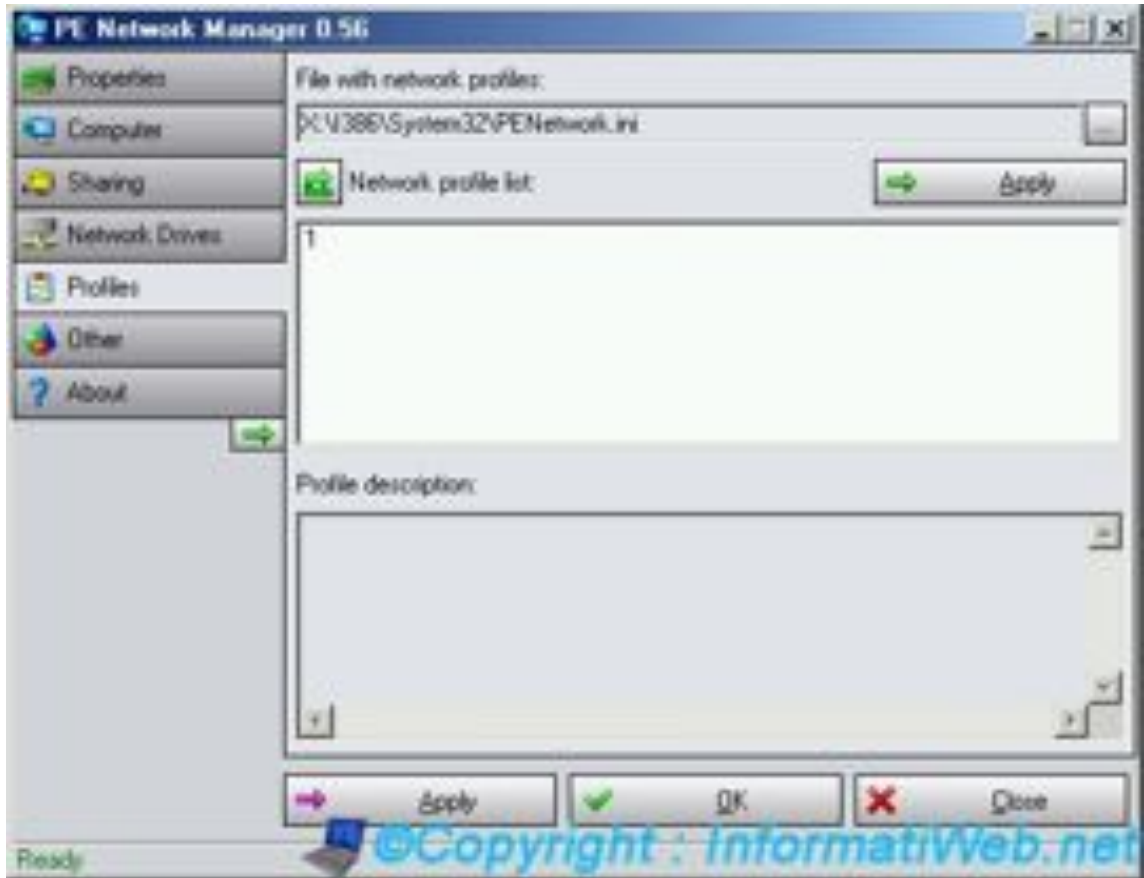 PE Network Manager 0.56
Properties
Computer
Sharing
Network Drives
Profiles
Other
About
File with network profiles:
X:\I386\System32\PENetwork.ini
...
Network profile list:
Apply
1
Profile description:
Apply
OK
Close
Ready
©Copyright : InformatiWeb.net